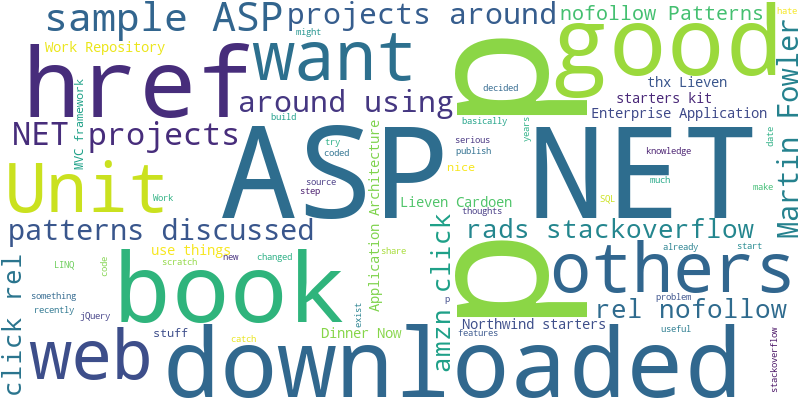 sample ASP
projects around
nofollow Patterns
hate
Work Repository
might
href
want
p
good
Martin Fowler
thx Lieven
decided
starters kit
around using
Enterprise Application
MVC framework
build
basically
years
NET projects
try
coded
serious
publish
knowledge
date
Unit
ASP NET
nice
source
step
much
make
Work
Lieven Cardoen
SQL
thoughts
Application Architecture
patterns discussed
amzn click
rads stackoverflow
use things
p
already
start
click rel
LINQ
code
scratch
new
changed
share
book
others
something
recently
jQuery
exist
p
problem
rel nofollow
web
stuff
Dinner Now
Northwind starters
features
useful
catch
downloaded
stackoverflow